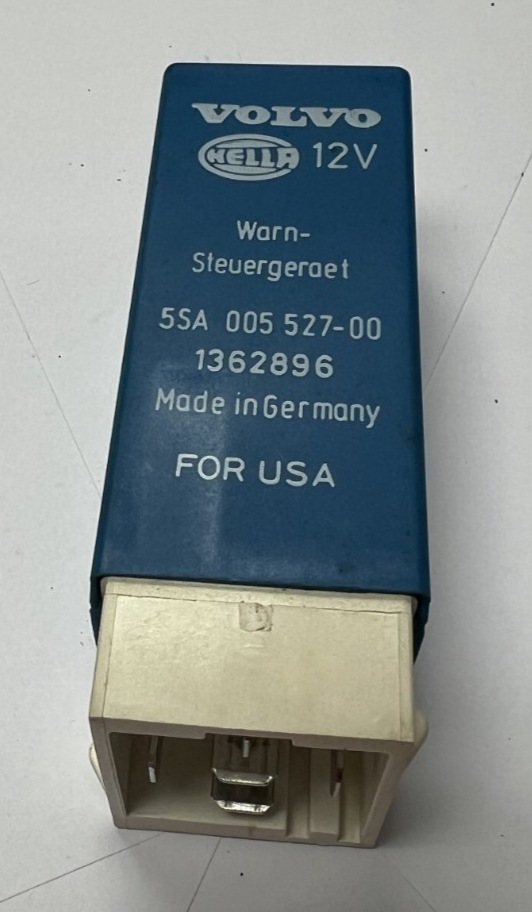 VOLVO
HELLA 12V
Warn-
Steuergeraet
5SA 005 527-00
1362896
Made in Germany
FOR USA